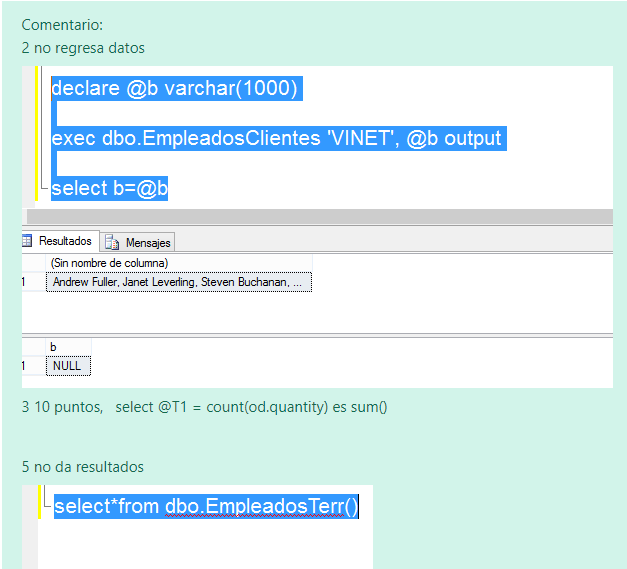 Comentario:
2 no regresa datos
declare @b varchar(1000)
exec dbo.EmpleadosClientes 'VINET', @b output
select b=@b
Resultados Mensajes
(Sin nombre de columna)
1 Andrew Fuller, Janet Leverling, Steven Buchanan, ...
b
1 NULL
3 10 puntos, select @T1 = count(od.quantity) es sum()
5 no da resultados
select*from dbo.EmpleadosTerr()